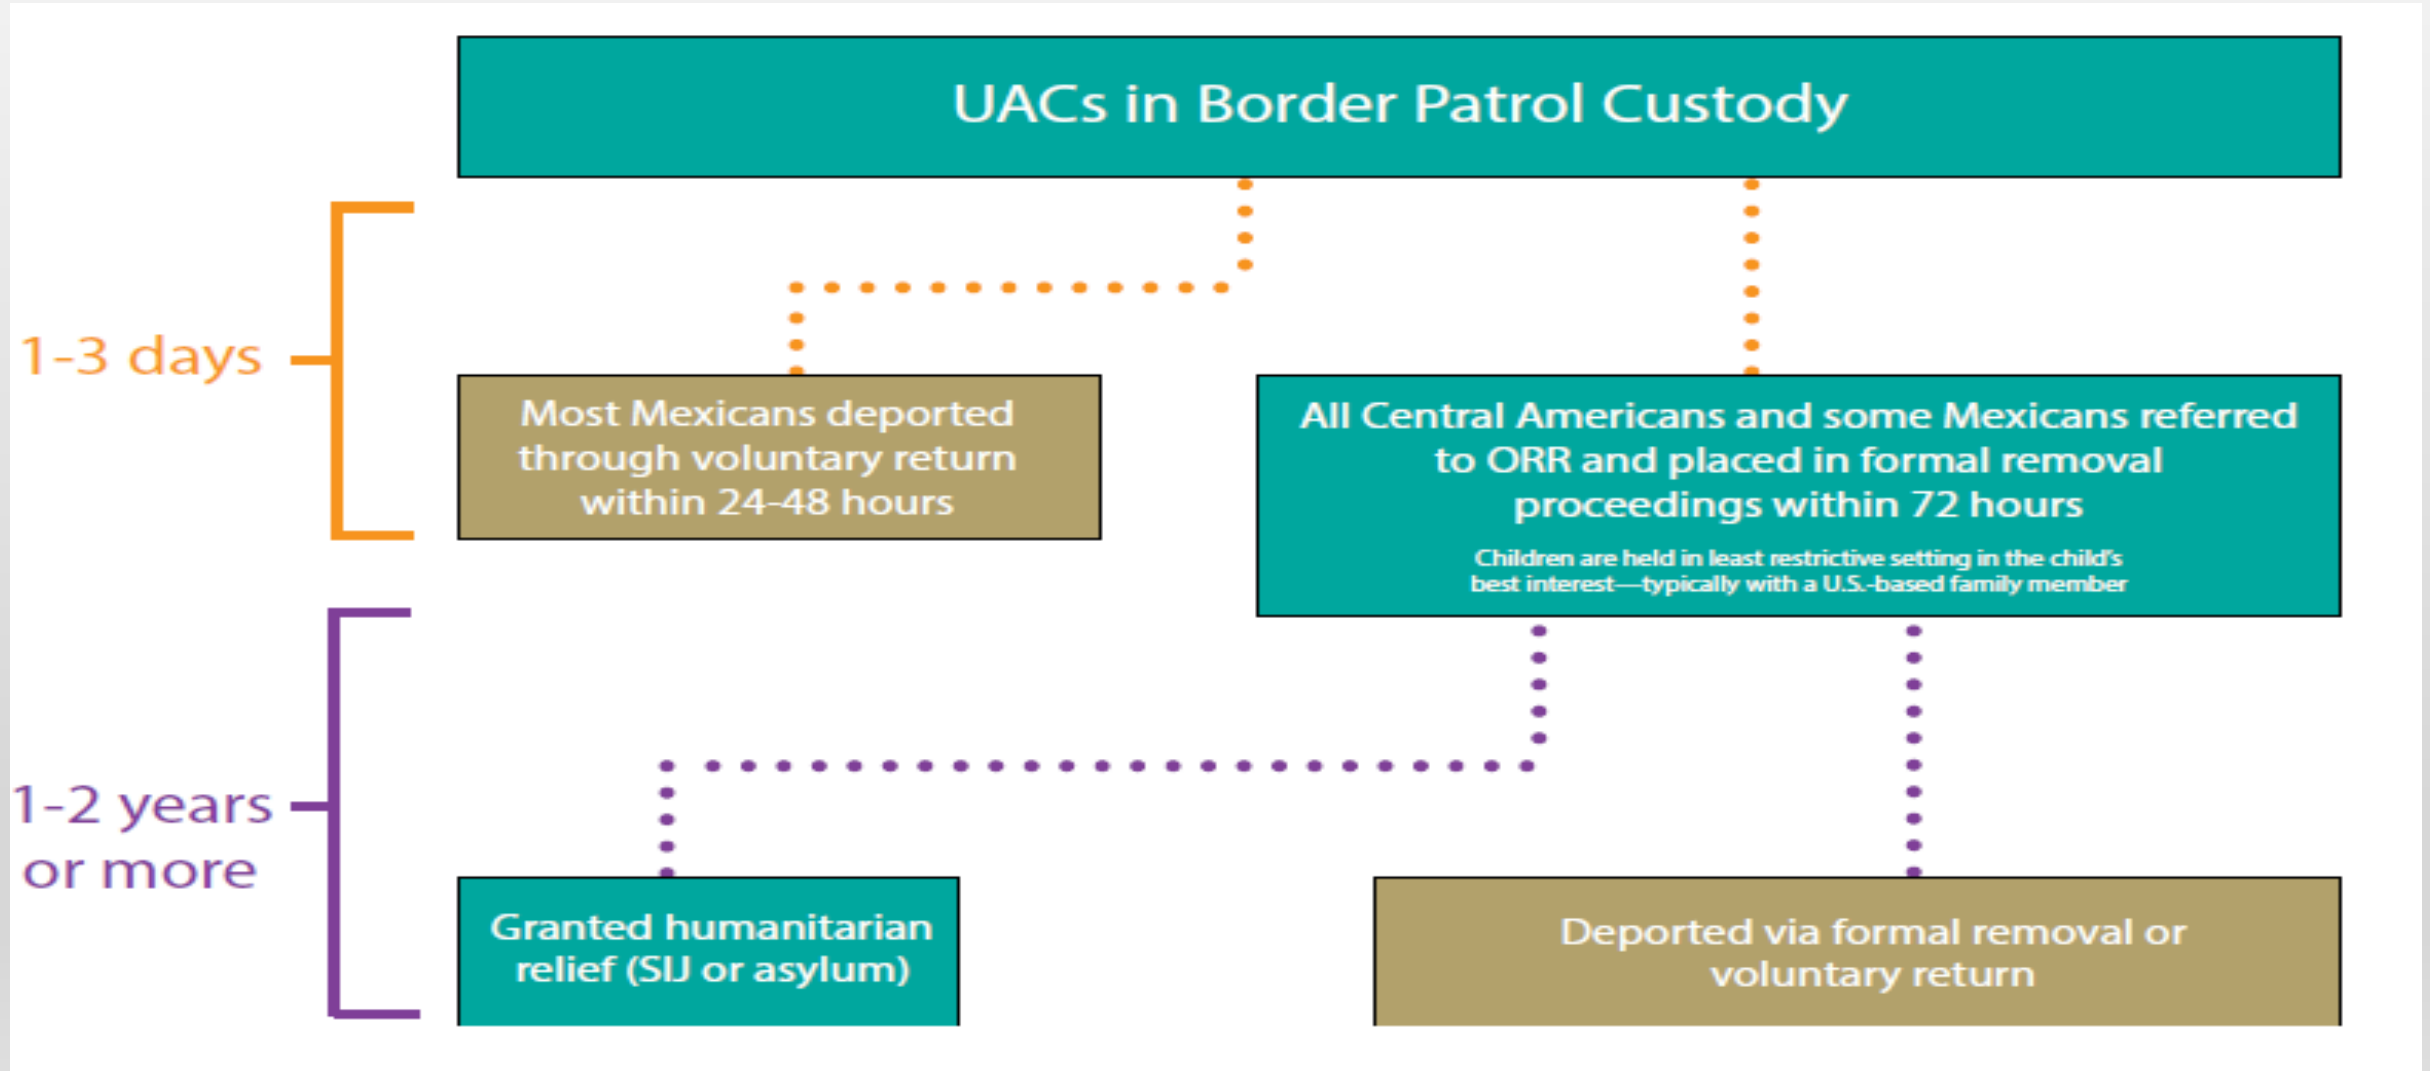 UACs in Border Patrol Custody
1-3 days
Most Mexicans deported
through voluntary return
within 24-48 hours
All Central Americans and some Mexicans referred
to ORR and placed in formal removal
proceedings within 72 hours
Children are held in least restrictive setting in the child's
best interest—typically with a U.S.-based family member
1-2 years
or more
Granted humanitarian
relief (SIJ or asylum)
Deported via formal removal or
voluntary return